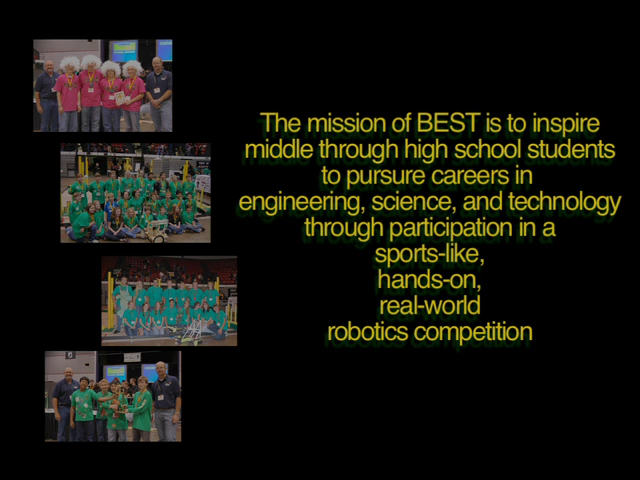 The mission of BEST is to inspire
middle through high school students
to pursure careers in
engineering, science, and technology
through participation in a
sports-like,
hands-on,
real-world
robotics competition